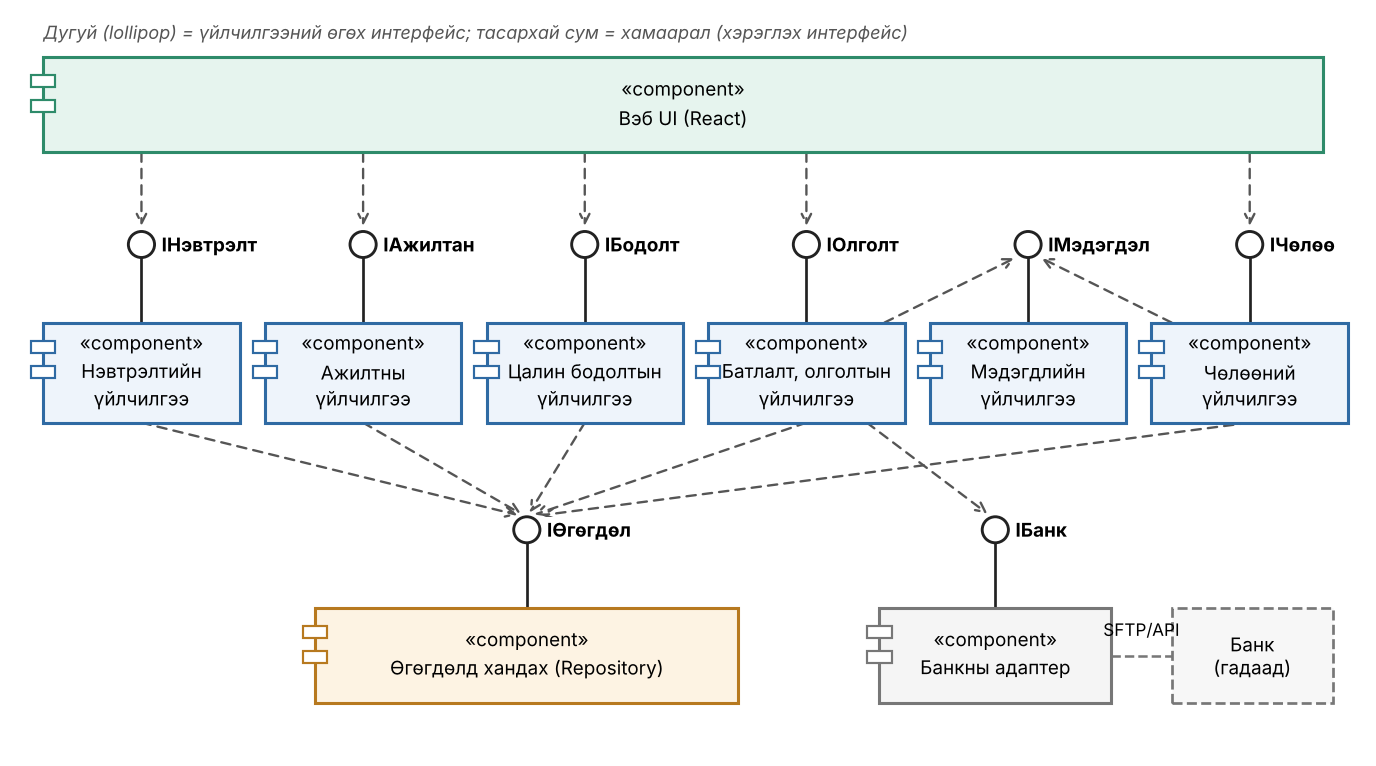 Дугуй (lollipop) = үйлчилгээний өгөх интерфейс; тасархай сум = хамаарал (хэрэглэх интерфейс)
«component»
Вэб UI (React)
IНэвтрэлт
IАжилтан
IБодолт
IОлголт
IМэдэгдэл
IЧөлөө
«component»
Нэвтрэлтийн
үйлчилгээ
«component»
Ажилтны
үйлчилгээ
«component»
Цалин бодолтын
үйлчилгээ
«component»
Батлалт, олголтын
үйлчилгээ
«component»
Мэдэгдлийн
үйлчилгээ
«component»
Чөлөөний
үйлчилгээ
IӨгөгдөл
IБанк
«component»
Өгөгдөлд хандах (Repository)
«component»
Банкны адаптер
SFTP/API
Банк
(гадаад)